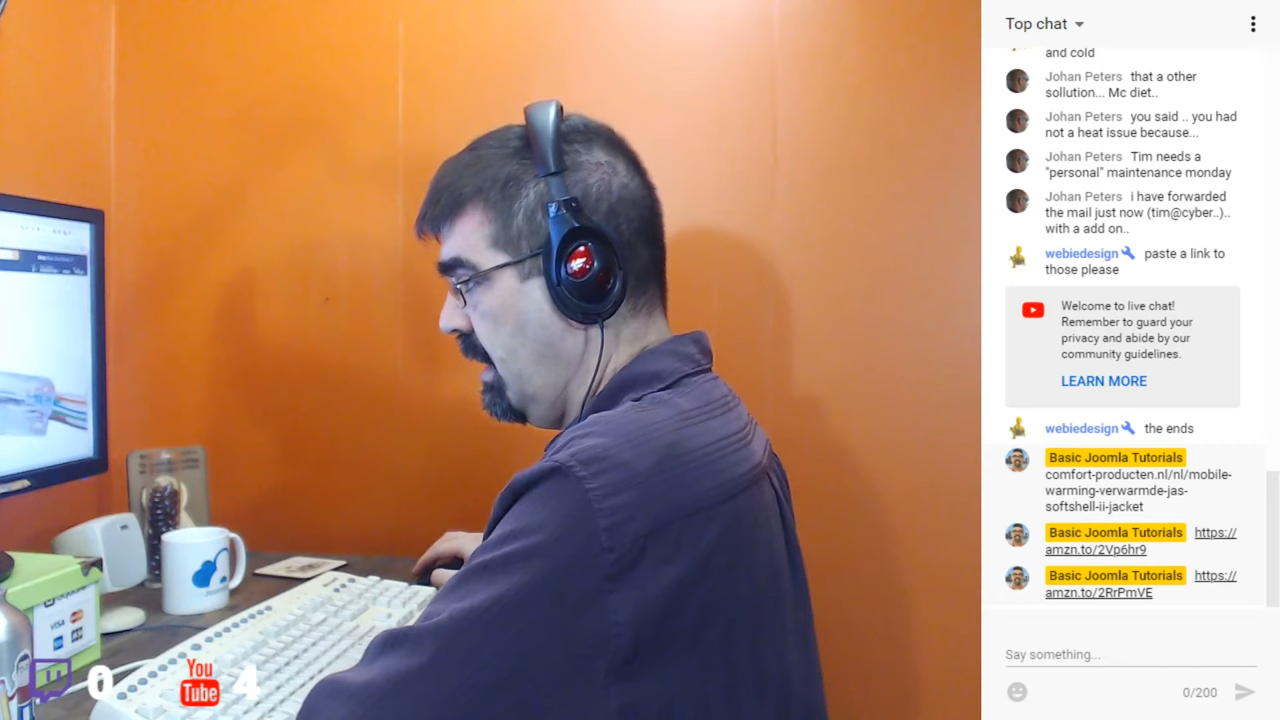 Top chat
and cold
Johan Peters that a other
sollution... Mc diet..
Johan Peters you said .. you had
not a heat issue because...
Johan Peters Tim needs a
"personal" maintenance monday
Johan Peters i have forwarded
the mail just now (tim@cyber..)..
with a add on..
webiedesign paste a link to
those please
Welcome to live chat!
Remember to guard your
privacy and abide by our
community guidelines.
LEARN MORE
webiedesign the ends
Basic Joomla Tutorials
comfort-producten.nl/nl/mobile-
warming-verwarmde-jas-
softshell-ii-jacket
Basic Joomla Tutorials https://
amzn.to/2Vp6hr9
Basic Joomla Tutorials https://
amzn.to/2RrPmVE
Say something...
0/200
VISA
0
You
Tube
4